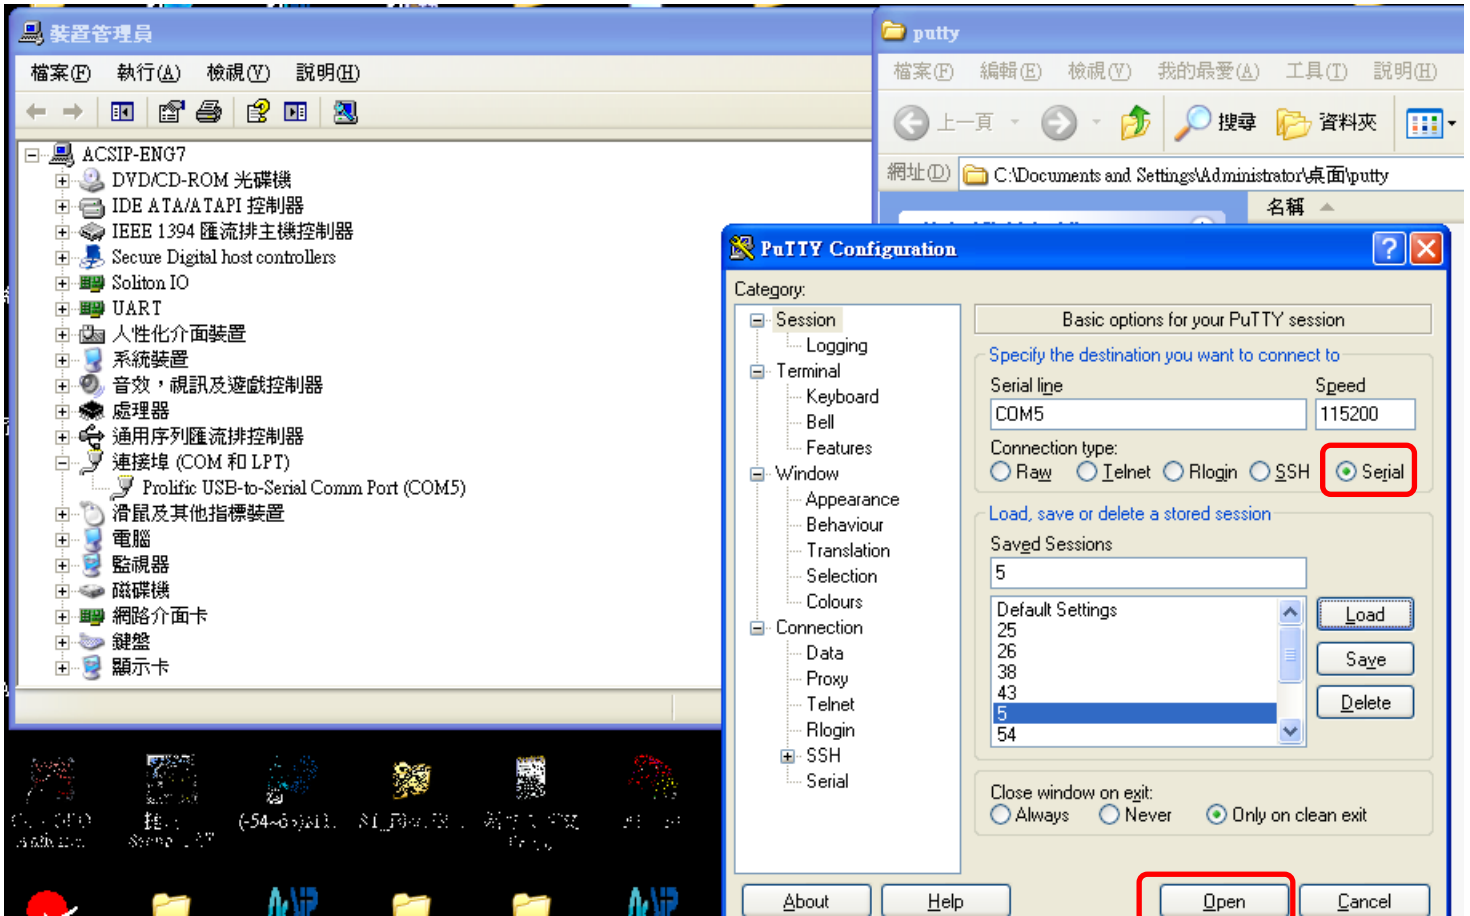 裝置管理員
檔案(F) 執行(A) 檢視(V) 說明(H)
ACSIP-ENG7
DVD/CD-ROM 光碟機
IDE ATA/ATAPI 控制器
IEEE 1394 匯流排主機控制器
Secure Digital host controllers
Soliton IO
UART
人性化介面裝置
系統裝置
音效，視訊及遊戲控制器
處理器
通用序列匯流排控制器
連接埠 (COM 和 LPT)
Prolific USB-to-Serial Comm Port (COM5)
滑鼠及其他指標裝置
電腦
監視器
磁碟機
網路介面卡
鍵盤
顯示卡
putty
檔案(F) 編輯(E) 檢視(V) 我的最愛(A) 工具(T) 說明(H)
上一頁 搜尋 資料夾
網址(D) C:\Documents and Settings\Administrator\桌面\putty
名稱
PuTTY Configuration
Category:
Session
Logging
Terminal
Keyboard
Bell
Features
Window
Appearance
Behaviour
Translation
Selection
Colours
Connection
Data
Proxy
Telnet
Rlogin
SSH
Serial
Basic options for your PuTTY session
Specify the destination you want to connect to
Serial line Speed
COM5 115200
Connection type:
Raw Telnet Rlogin SSH Serial
Load, save or delete a stored session
Saved Sessions
5
Default Settings
25
26
38
43
5
54
Load
Save
Delete
Close window on exit:
Always Never Only on clean exit
About Help Open Cancel